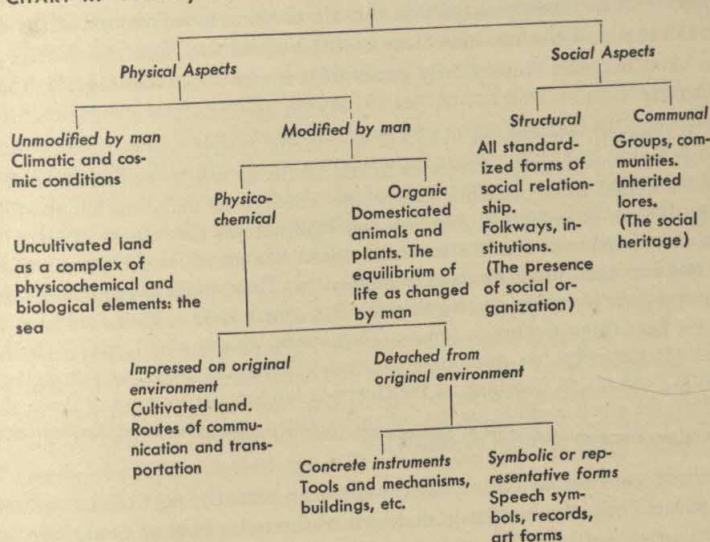 CHART III
Physical Aspects
Social Aspects
Unmodified by man
Climatic and cos-
mic conditions
Uncultivated land
as a complex of
physicochemical and
biological elements: the
sea
Modified by man
Physico-
chemical
Organic
Domesticated
animals and
plants. The
equilibrium of
life as changed
by man
Structural
All standard-
ized forms of
social relation-
ship.
Folkways, in-
stitutions.
(The presence
of social or-
ganization)
Communal
Groups, com-
munities.
Inherited
lores.
(The social
heritage)
Impressed on original
environment
Cultivated land.
Routes of commu-
nication and trans-
portation
Detached from
original environment
Concrete instruments
Tools and mechanisms,
buildings, etc.
Symbolic or rep-
resentative forms
Speech sym-
bols, records,
art forms